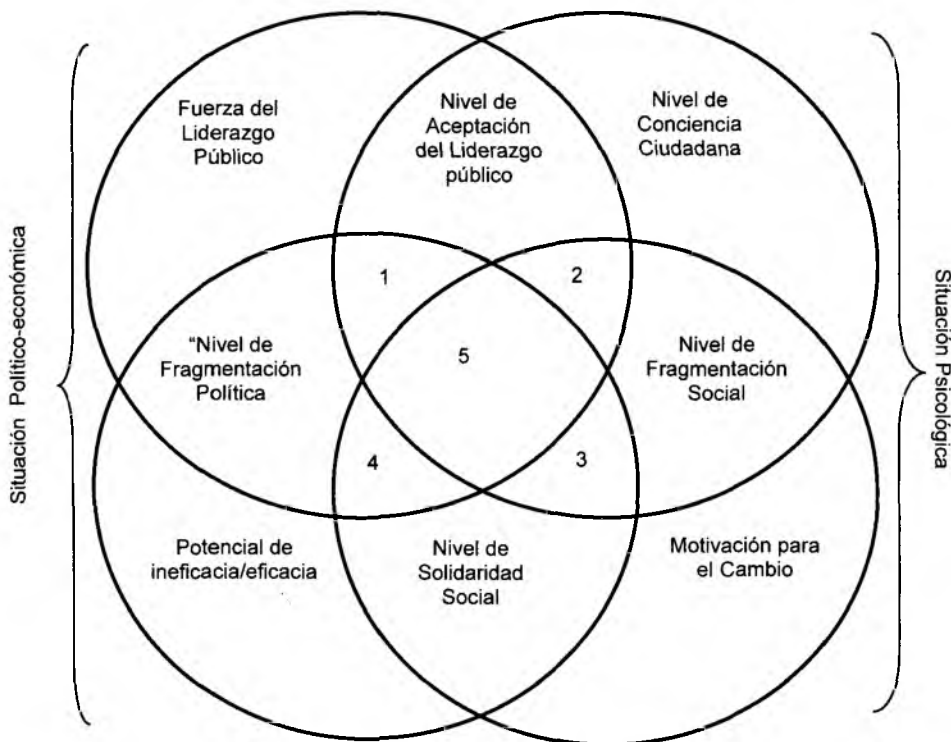 Fuerza del
Liderazgo
Público
Nivel de
Aceptación
del Liderazgo
público
Nivel de
Conciencia
Ciudadana
Situación Político-económica
Situación Psicológica
1
2
"Nivel de
Fragmentación
Política
5
Nivel de
Fragmentación
Social
4
3
Potencial de
ineficacia/eficacia
Nivel de
Solidaridad
Social
Motivación para
el Cambio